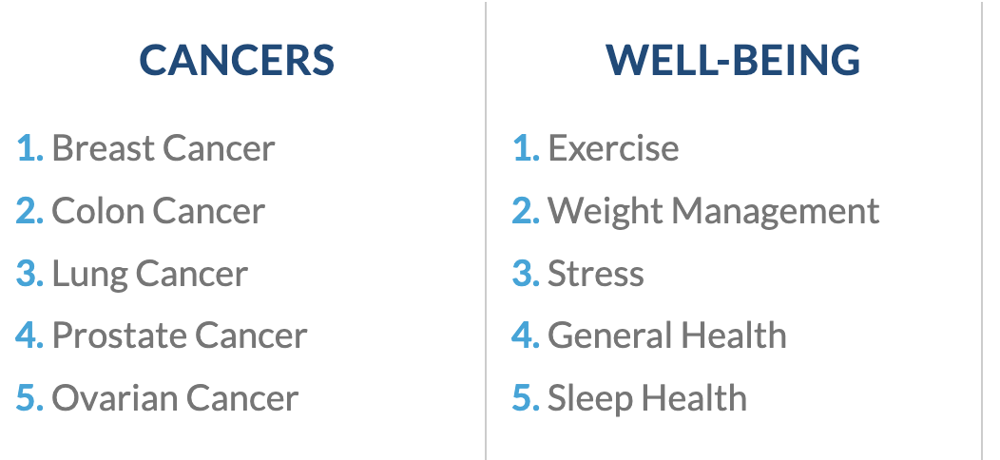 CANCERS
1. Breast Cancer
2. Colon Cancer
3. Lung Cancer
4. Prostate Cancer
5. Ovarian Cancer
WELL-BEING
1. Exercise
2. Weight Management
3. Stress
4. General Health
5. Sleep Health